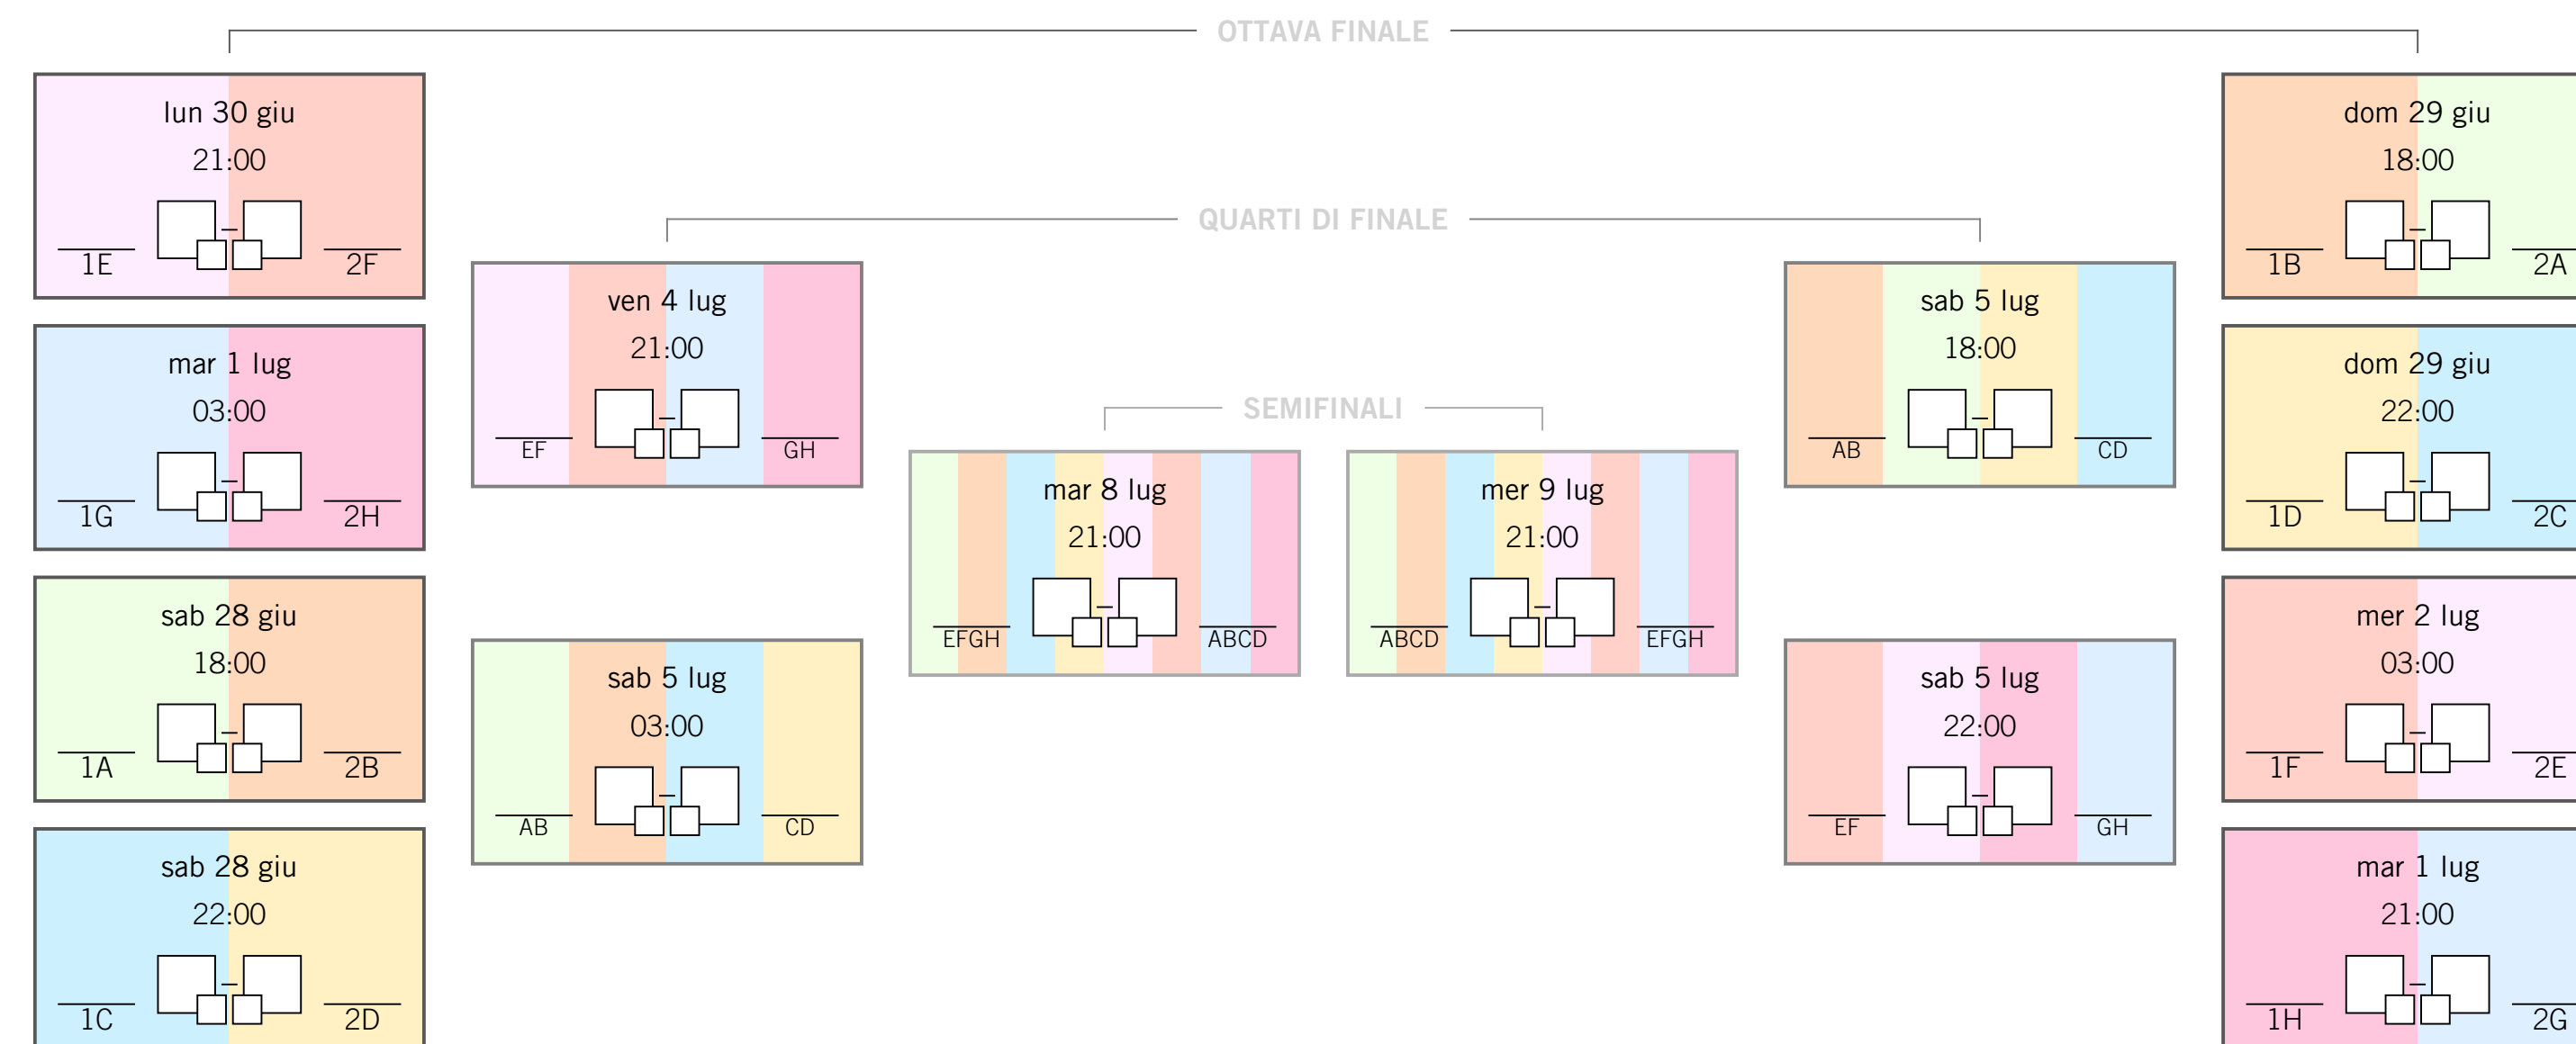 OTTAVA FINALE
lun 30 giu
21:00
1E – 2F
mar 1 lug
03:00
1G – 2H
sab 28 giu
18:00
1A – 2B
sab 28 giu
22:00
1C – 2D
QUARTI DI FINALE
ven 4 lug
21:00
EF – GH
sab 5 lug
03:00
AB – CD
SEMIFINALI
mar 8 lug
21:00
EFGH – ABCD
mer 9 lug
21:00
ABCD – EFGH
sab 5 lug
18:00
AB – CD
sab 5 lug
22:00
EF – GH
dom 29 giu
18:00
1B – 2A
dom 29 giu
22:00
1D – 2C
mer 2 lug
03:00
1F – 2E
mar 1 lug
21:00
1H – 2G